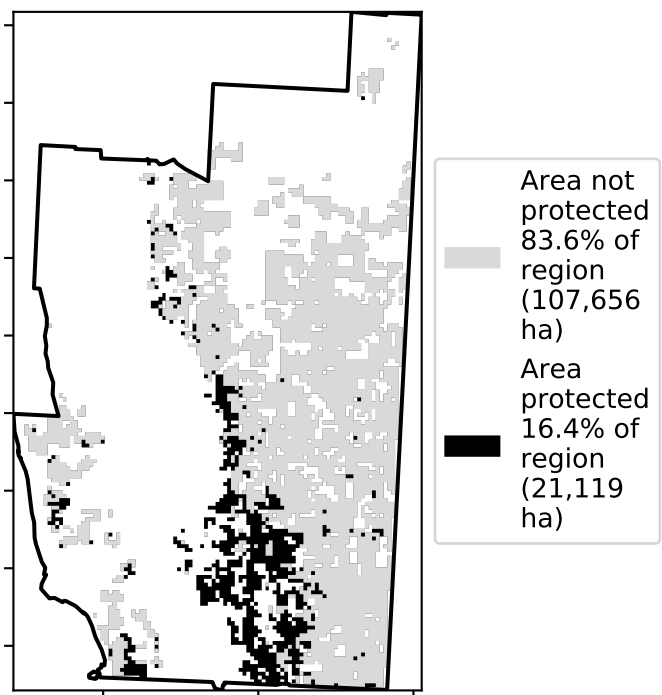 Area not
protected
83.6% of
region
(107,656
ha)
Area
protected
16.4% of
region
(21,119
ha)